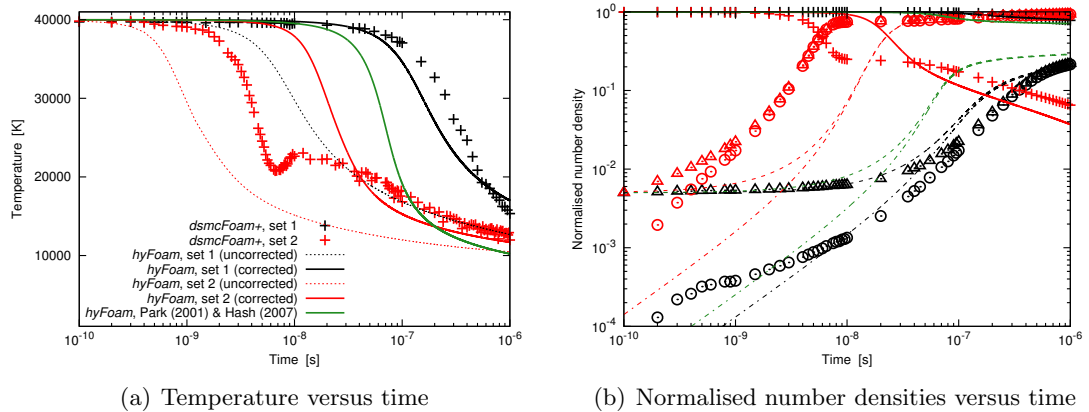 40000
30000
20000
10000
Temperature [K]
dsmcFoam+, set 1
dsmcFoam+, set 2
hyFoam, set 1 (uncorrected)
hyFoam, set 1 (corrected)
hyFoam, set 2 (uncorrected)
hyFoam, set 2 (corrected)
hyFoam, Park (2001) & Hash (2007)
10^-10
10^-9
10^-8
10^-7
10^-6
Time [s]
(a) Temperature versus time
10^0
10^-1
10^-2
10^-3
10^-4
Normalised number density
10^-10
10^-9
10^-8
10^-7
10^-6
Time [s]
(b) Normalised number densities versus time